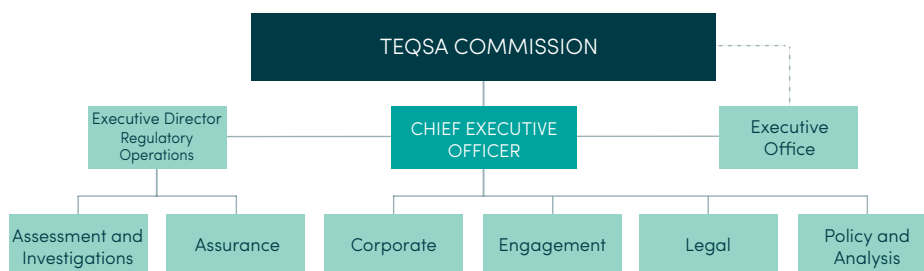 TEQSA COMMISSION
Executive Director
Regulatory
Operations
CHIEF EXECUTIVE
OFFICER
Executive
Office
Assessment and
Investigations
Assurance
Corporate
Engagement
Legal
Policy and
Analysis